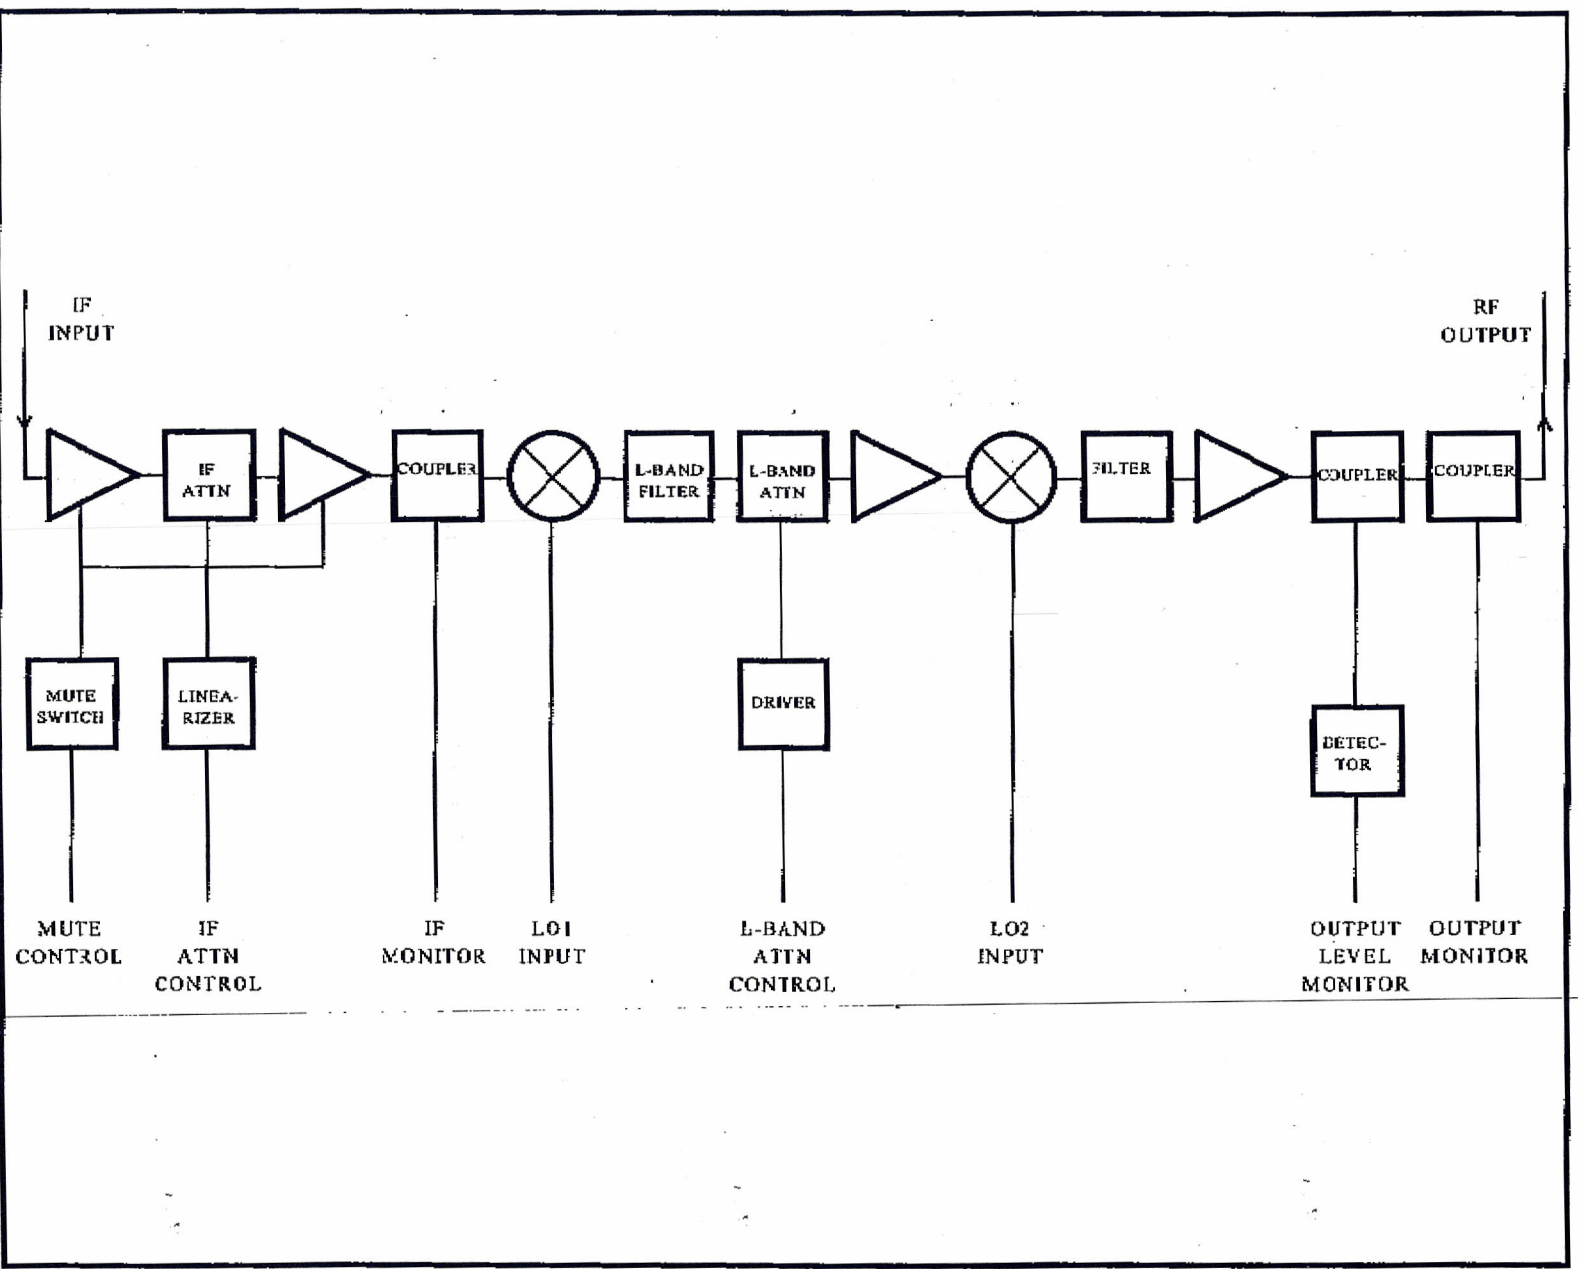 IF
INPUT
RF
OUTPUT
IF
ATTN
COUPLER
L-BAND
FILTER
L-BAND
ATTN
FILTER
COUPLER
COUPLER
MUTE
SWITCH
LINEA-
RIZER
DRIVER
DETEC-
TOR
MUTE
CONTROL
IF
ATTN
CONTROL
IF
MONITOR
LO1
INPUT
L-BAND
ATTN
CONTROL
LO2
INPUT
OUTPUT
LEVEL
MONITOR
OUTPUT
MONITOR